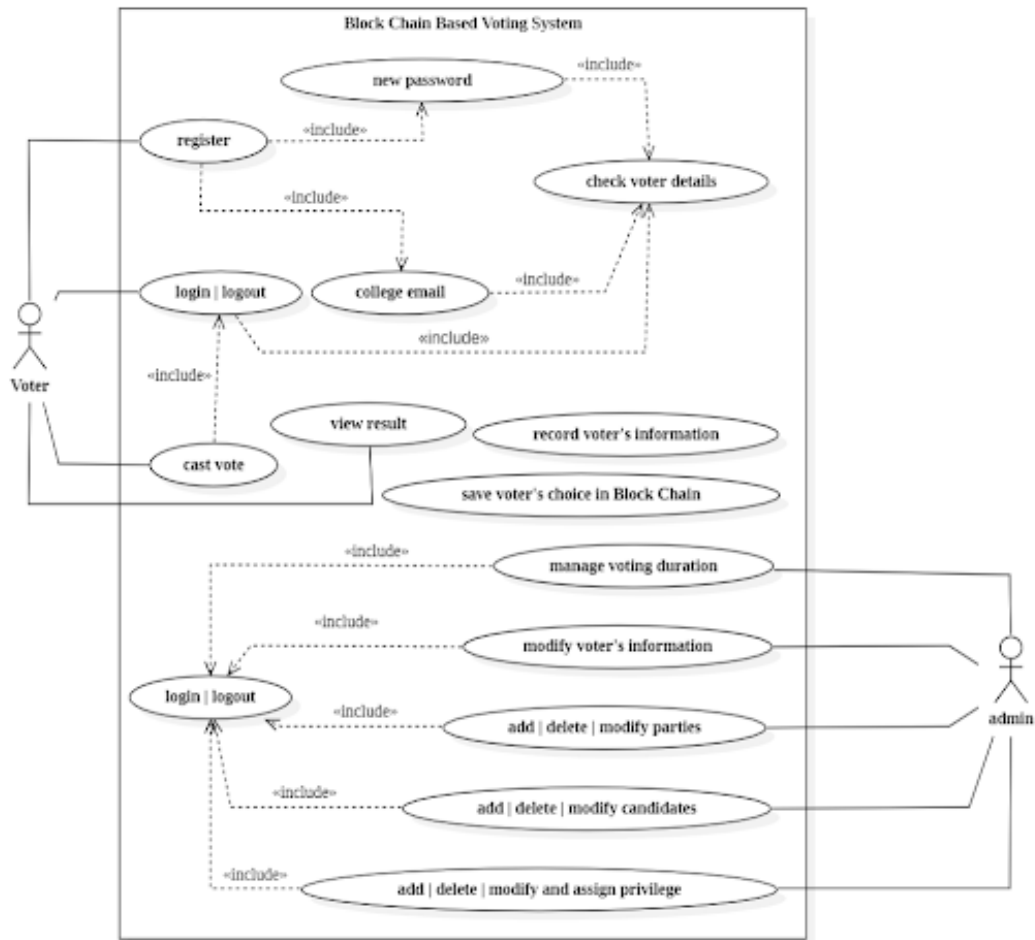 Block Chain Based Voting System
«include»
new password
«include»
register
check voter details
«include»
«include»
login | logout
college email
«include»
«include»
Voter
view result
record voter's information
cast vote
save voter's choice in Block Chain
«include»
manage voting duration
«include»
modify voter's information
login | logout
«include»
add | delete | modify parties
admin
«include»
add | delete | modify candidates
«include»
add | delete | modify and assign privilege